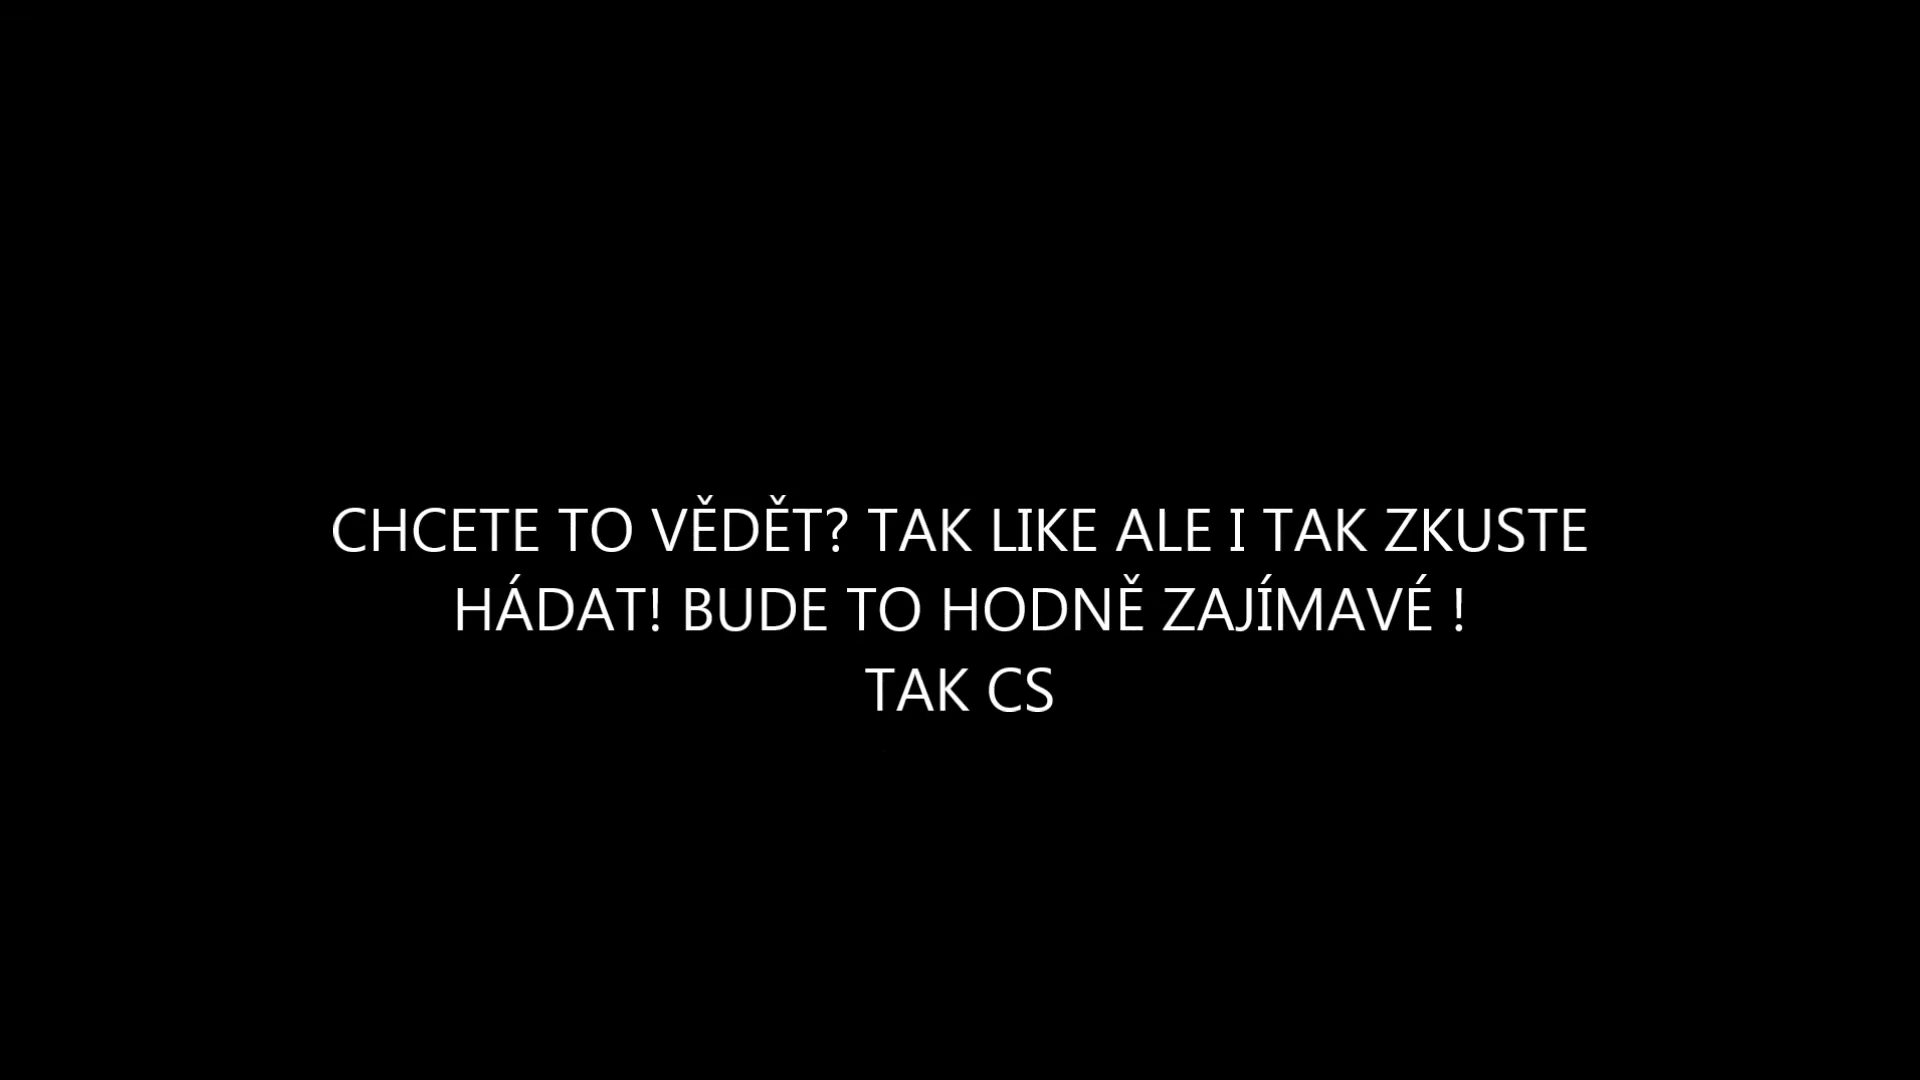 CHCETE TO VĚDĚT? TAK LIKE ALE I TAK ZKUSTE
HÁDAT! BUDE TO HODNĚ ZAJÍMAVÉ !
TAK CS